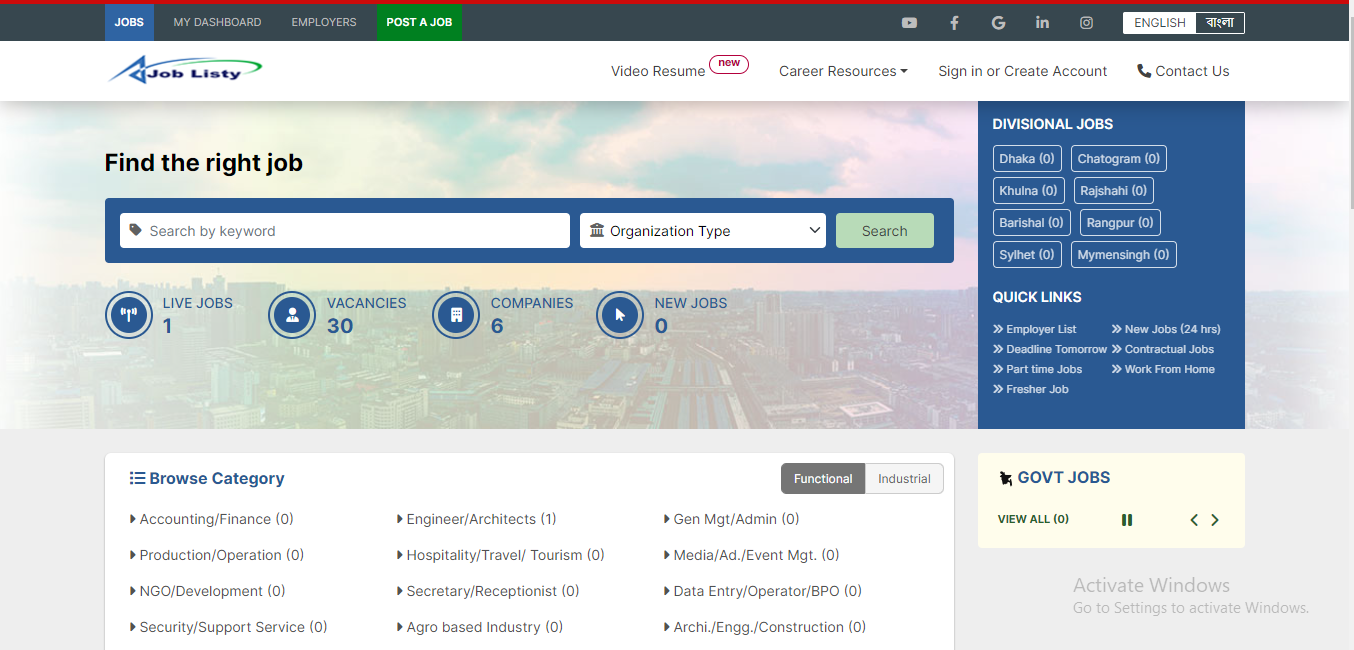 JOBS MY DASHBOARD EMPLOYERS POST A JOB ENGLISH বাংলা
Job Listy
Video Resume new Career Resources Sign in or Create Account Contact Us
Find the right job
Search by keyword Organization Type Search
LIVE JOBS VACANCIES COMPANIES NEW JOBS
1 30 6 0
DIVISIONAL JOBS
Dhaka (0) Chatogram (0)
Khulna (0) Rajshahi (0)
Barishal (0) Rangpur (0)
Sylhet (0) Mymensingh (0)
QUICK LINKS
Employer List New Jobs (24 hrs)
Deadline Tomorrow Contractual Jobs
Part time Jobs Work From Home
Fresher Job
Browse Category Functional Industrial
Accounting/Finance (0) Engineer/Architects (1) Gen Mgt/Admin (0)
Production/Operation (0) Hospitality/Travel/ Tourism (0) Media/Ad./Event Mgt. (0)
NGO/Development (0) Secretary/Receptionist (0) Data Entry/Operator/BPO (0)
Security/Support Service (0) Agro based Industry (0) Archi./Engg./Construction (0)
GOVT JOBS
VIEW ALL (0)
Activate Windows
Go to Settings to activate Windows.